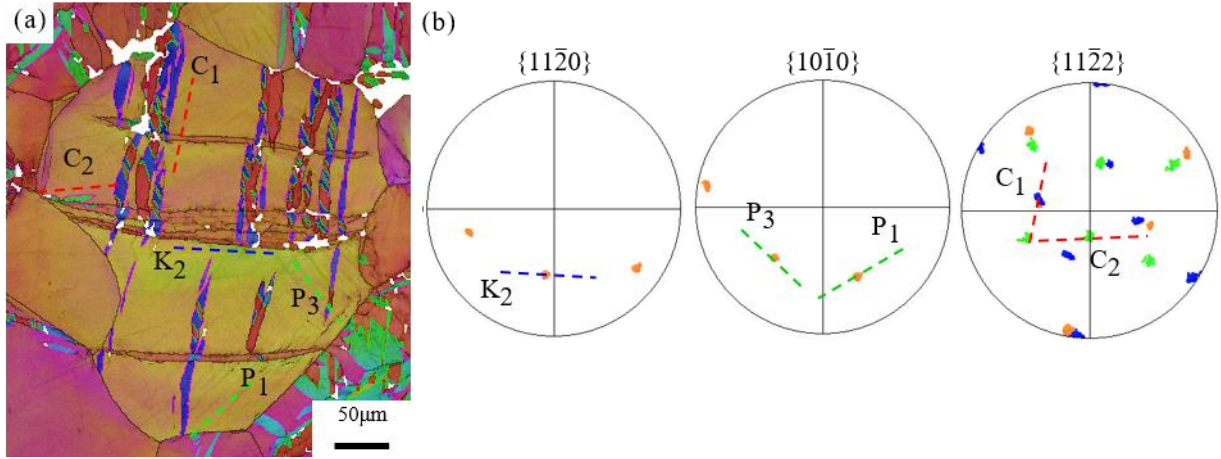 (a)
C₁
C₂
K₂
P₃
P₁
50μm
(b)
{112̅0}
{101̅0}
{112̅2}
K₂
P₃
P₁
C₁
C₂